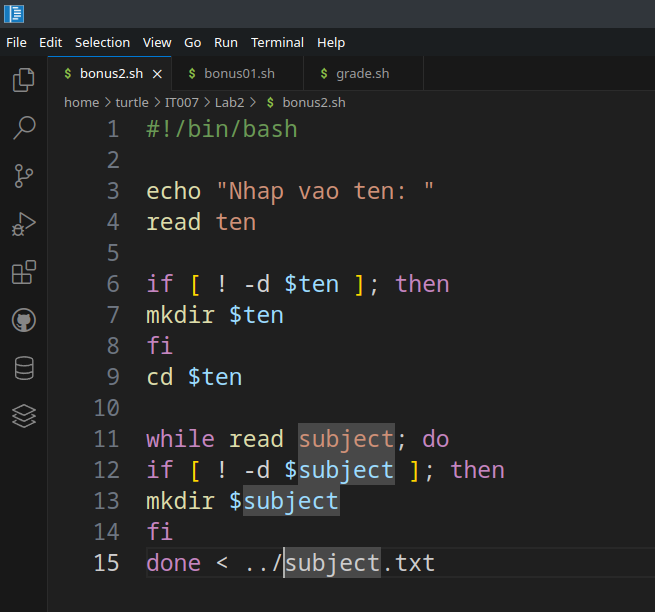 File Edit Selection View Go Run Terminal Help
$ bonus2.sh × $ bonus01.sh $ grade.sh
home > turtle > IT007 > Lab2 > $ bonus2.sh
1 #!/bin/bash
2
3 echo "Nhap vao ten: "
4 read ten
5
6 if [ ! -d $ten ]; then
7 mkdir $ten
8 fi
9 cd $ten
10
11 while read subject; do
12 if [ ! -d $subject ]; then
13 mkdir $subject
14 fi
15 done < ../subject.txt